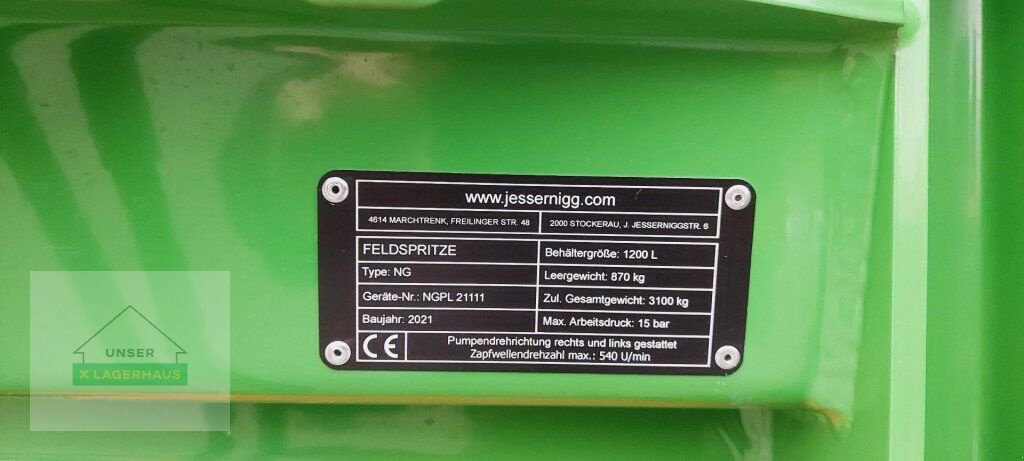 www.jessernigg.com
4614 MARCHTRENK, FREILINGER STR. 48
2000 STOCKERAU, J. JESSERNIGGSTR. 6
FELDSPRITZE
Behältergröße: 1200 L
Type: NG
Leergewicht: 870 kg
Geräte-Nr.: NGPL 21111
Zul. Gesamtgewicht: 3100 kg
Baujahr: 2021
Max. Arbeitsdruck: 15 bar
CE
Pumpendrehrichtung rechts und links gestattet
Zapfwellendrehzahl max.: 540 U/min
UNSER
X LAGERHAUS